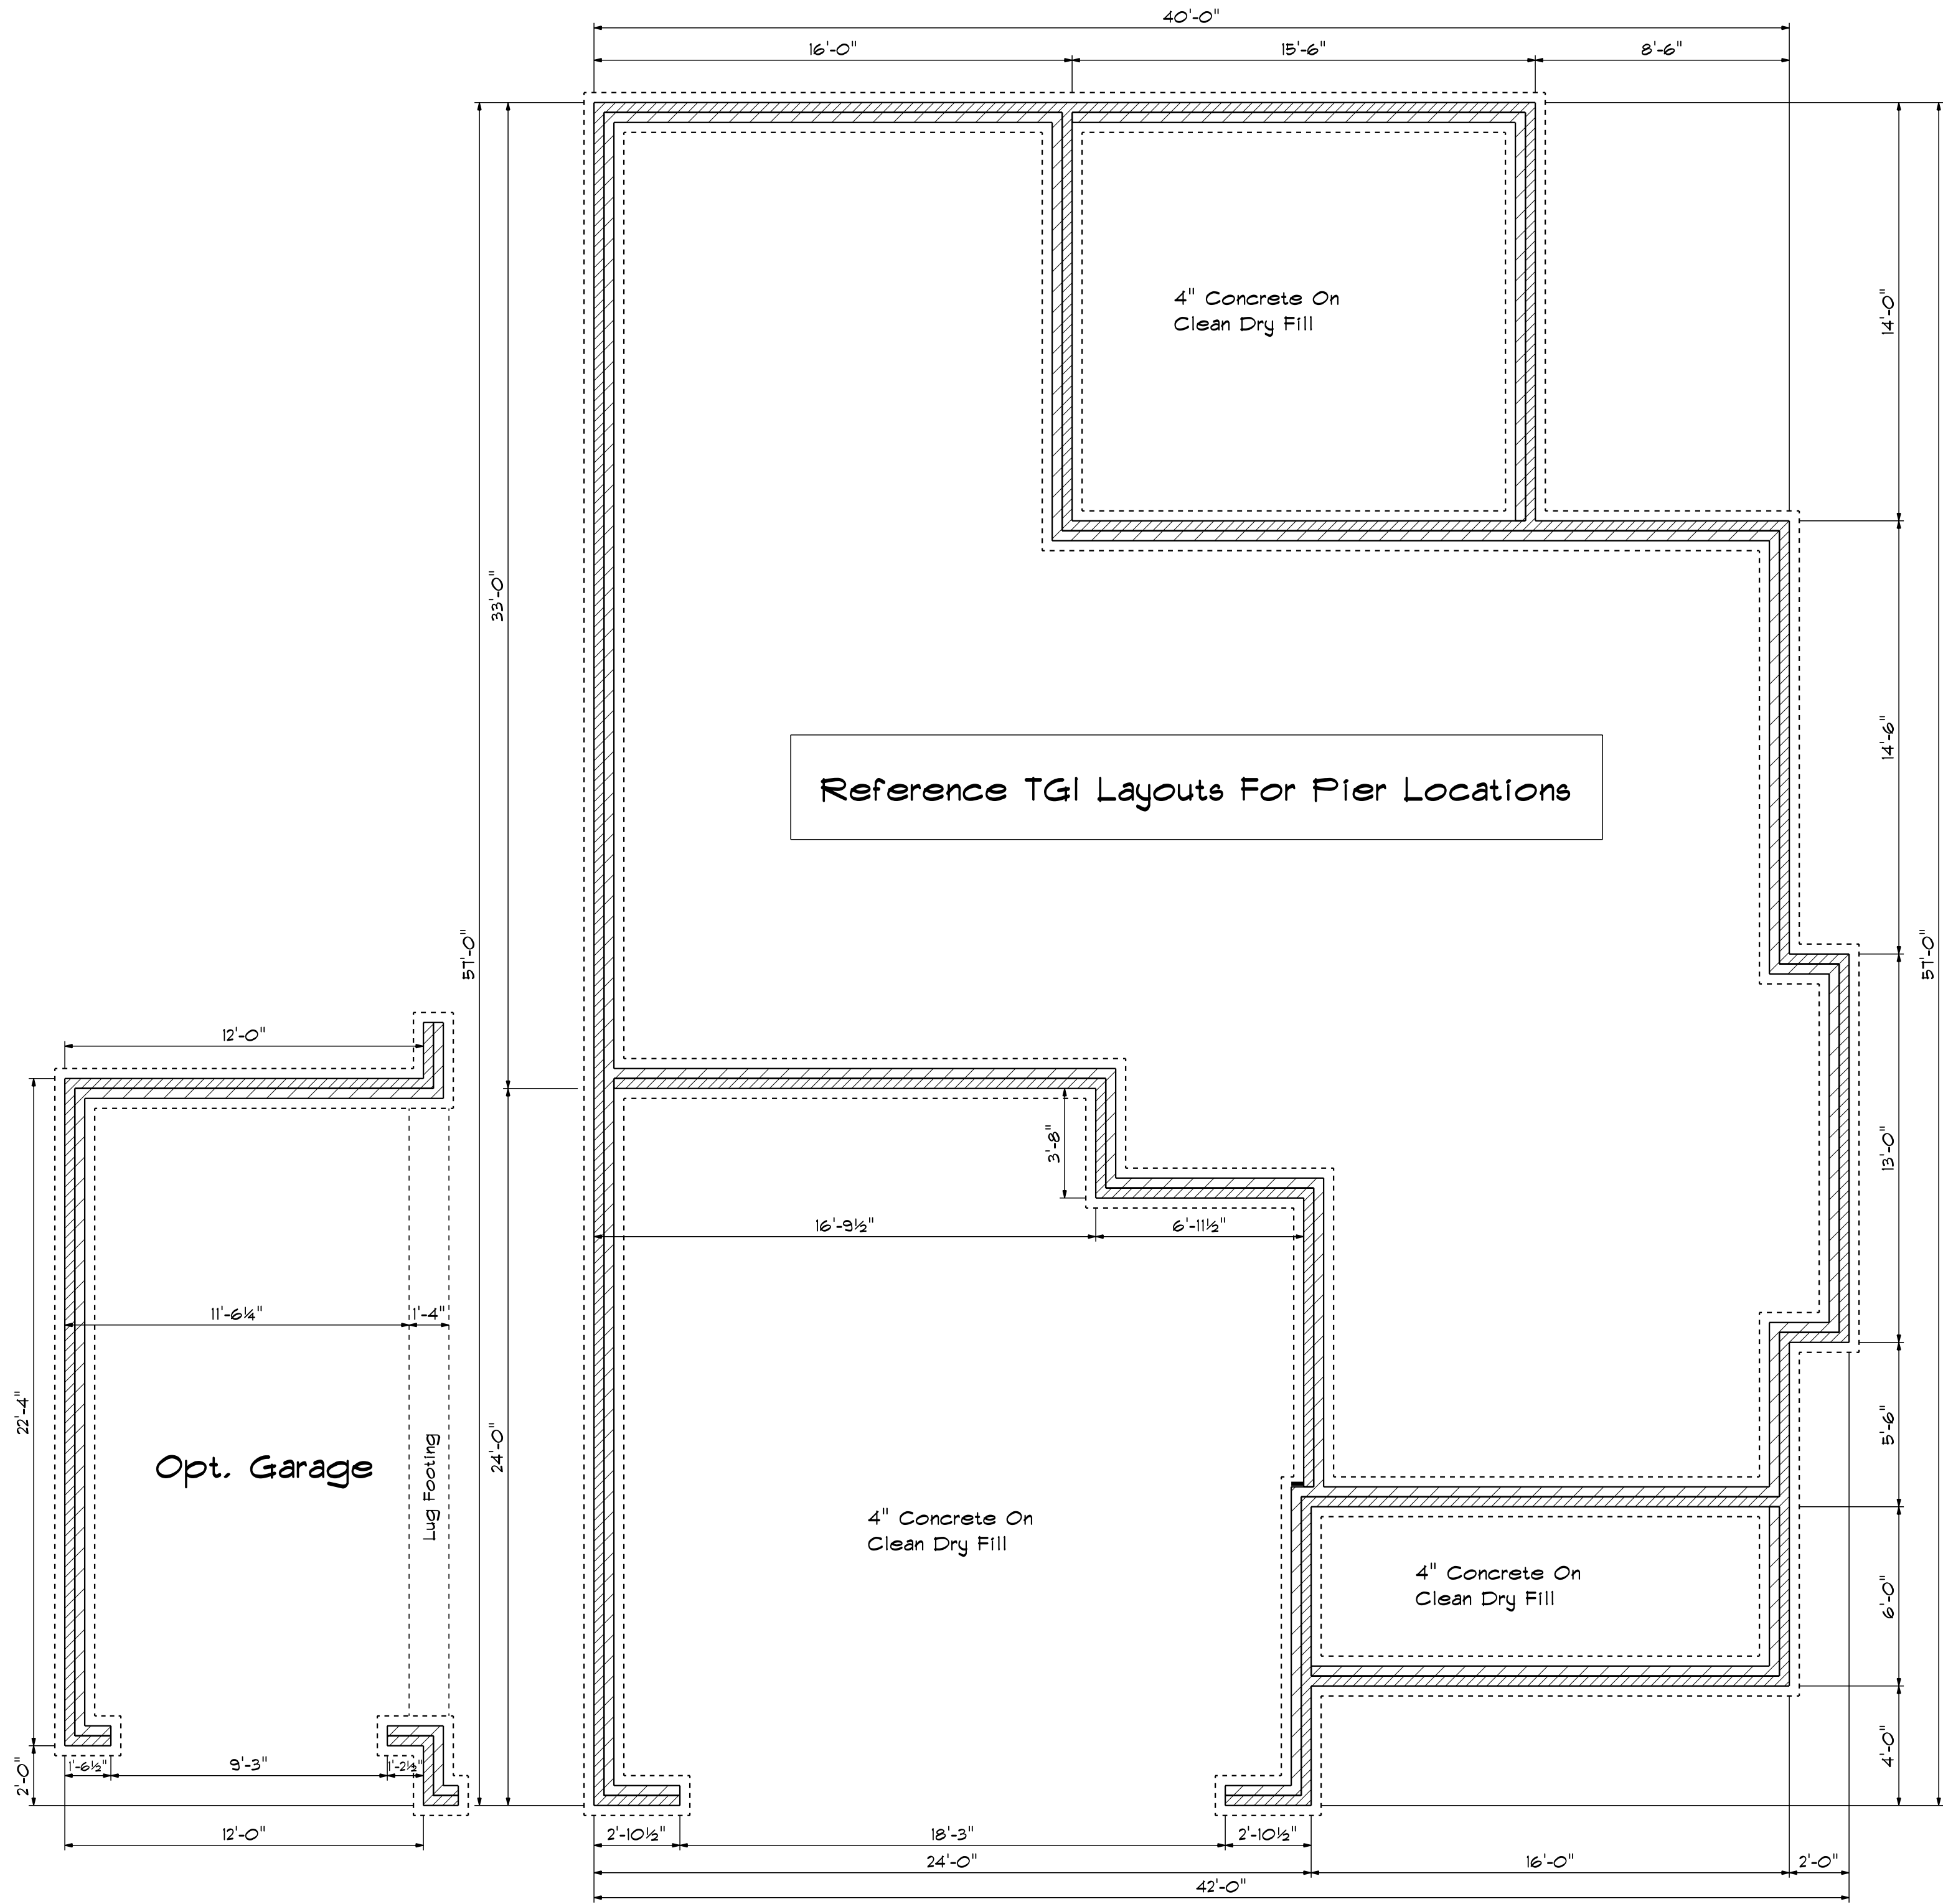 40'-0"
16'-0" 15'-6" 8'-6"
4" Concrete On
Clean Dry Fill
14'-0"
33'-0"
14'-6"
Reference TGI Layouts For Pier Locations
57'-0"
57'-0"
12'-0"
3'-8"
13'-0"
16'-9½" 6'-11½"
11'-6¼" 1'-4"
22'-4"
24'-0"
5'-6"
Opt. Garage
Lug Footing
4" Concrete On
Clean Dry Fill
4" Concrete On
Clean Dry Fill
6'-0"
4'-0"
2'-0"
1'-6½" 9'-3" 1'-2½"
12'-0"
2'-10½" 18'-3" 2'-10½"
24'-0" 16'-0" 2'-0"
42'-0"